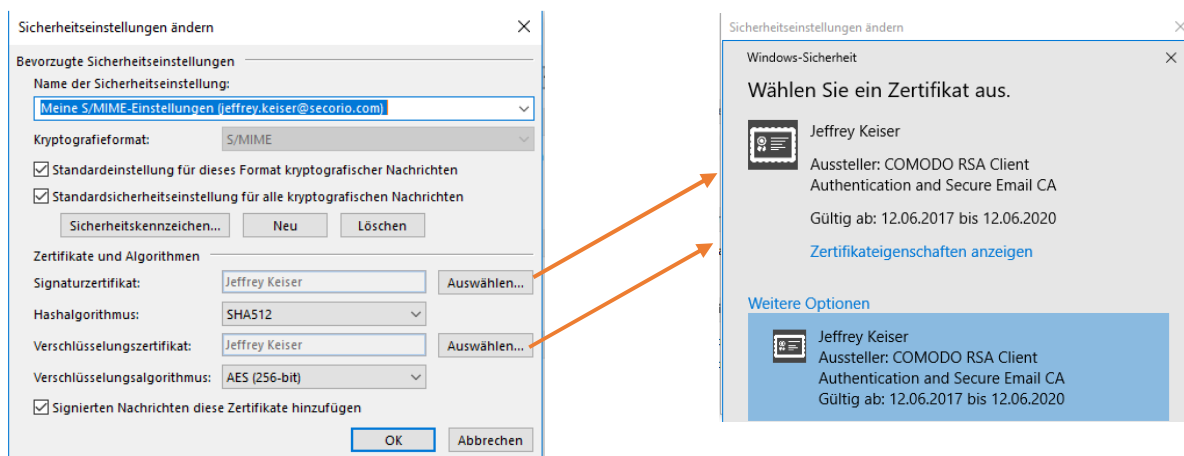 Sicherheitseinstellungen ändern
Bevorzugte Sicherheitseinstellungen
Name der Sicherheitseinstellung:
Meine S/MIME-Einstellungen (jeffrey.keiser@secorio.com)
Kryptografieformat: S/MIME
Standardeinstellung für dieses Format kryptografischer Nachrichten
Standardsicherheitseinstellung für alle kryptografischen Nachrichten
Sicherheitskennzeichen... Neu Löschen
Zertifikate und Algorithmen
Signaturzertifikat: Jeffrey Keiser Auswählen...
Hashalgorithmus: SHA512
Verschlüsselungszertifikat: Jeffrey Keiser Auswählen...
Verschlüsselungsalgorithmus: AES (256-bit)
Signierten Nachrichten diese Zertifikate hinzufügen
OK Abbrechen
Sicherheitseinstellungen ändern
Windows-Sicherheit
Wählen Sie ein Zertifikat aus.
Jeffrey Keiser
Aussteller: COMODO RSA Client
Authentication and Secure Email CA
Gültig ab: 12.06.2017 bis 12.06.2020
Zertifikateigenschaften anzeigen
Weitere Optionen
Jeffrey Keiser
Aussteller: COMODO RSA Client
Authentication and Secure Email CA
Gültig ab: 12.06.2017 bis 12.06.2020